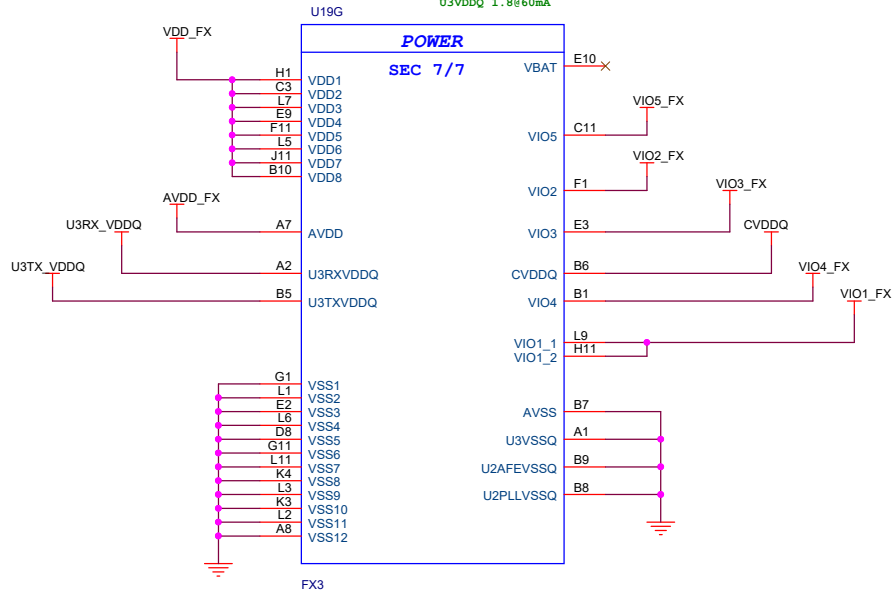 U3VDDQ 1.8@60mA
U19G
VDD_FX
POWER
SEC 7/7
VBAT E10
H1 VDD1
C3 VDD2
L7 VDD3
E9 VDD4
F11 VDD5
L5 VDD6
J11 VDD7
B10 VDD8
VIO5_FX
VIO5 C11
VIO2_FX
VIO2 F1
AVDD_FX
A7 AVDD
VIO3_FX
VIO3 E3
U3RX_VDDQ
A2 U3RXVDDQ
CVDDQ
CVDDQ B6
U3TX_VDDQ
B5 U3TXVDDQ
VIO4_FX
VIO4 B1
VIO1_FX
VIO1_1 L9
VIO1_2 H11
G1 VSS1
L1 VSS2
E2 VSS3
L6 VSS4
D8 VSS5
G11 VSS6
L11 VSS7
K4 VSS8
L3 VSS9
K3 VSS10
L2 VSS11
A8 VSS12
AVSS B7
U3VSSQ A1
U2AFEVSSQ B9
U2PLLVSSQ B8
FX3